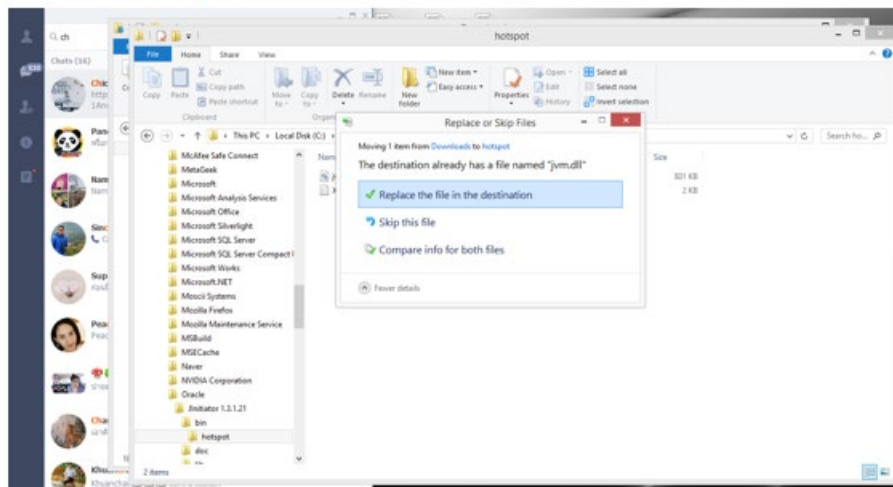 ch
Chats (16)
hotspot
File Home Share View
Copy
Paste
Cut
Copy path
Paste shortcut
Move to
Copy to
Delete
Rename
New folder
New item
Easy access
Properties
Open
Edit
History
Select all
Select none
Invert selection
Clipboard
This PC
Local Disk (C:)
Search ho...
McAfee Safe Connect
MetaGeek
Microsoft
Microsoft Analysis Services
Microsoft Office
Microsoft Silverlight
Microsoft SQL Server
Microsoft SQL Server Compact
Microsoft Works
Microsoft.NET
Moscii Systems
Mozilla Firefox
Mozilla Maintenance Service
MSBuild
MSECache
Naver
NVIDIA Corporation
Oracle
JInitiator 1.3.1.21
bin
hotspot
doc
Size
801 KB
2 KB
Replace or Skip Files
Moving 1 item from Downloads to hotspot
The destination already has a file named "jvm.dll"
Replace the file in the destination
Skip this file
Compare info for both files
Fewer details
2 items